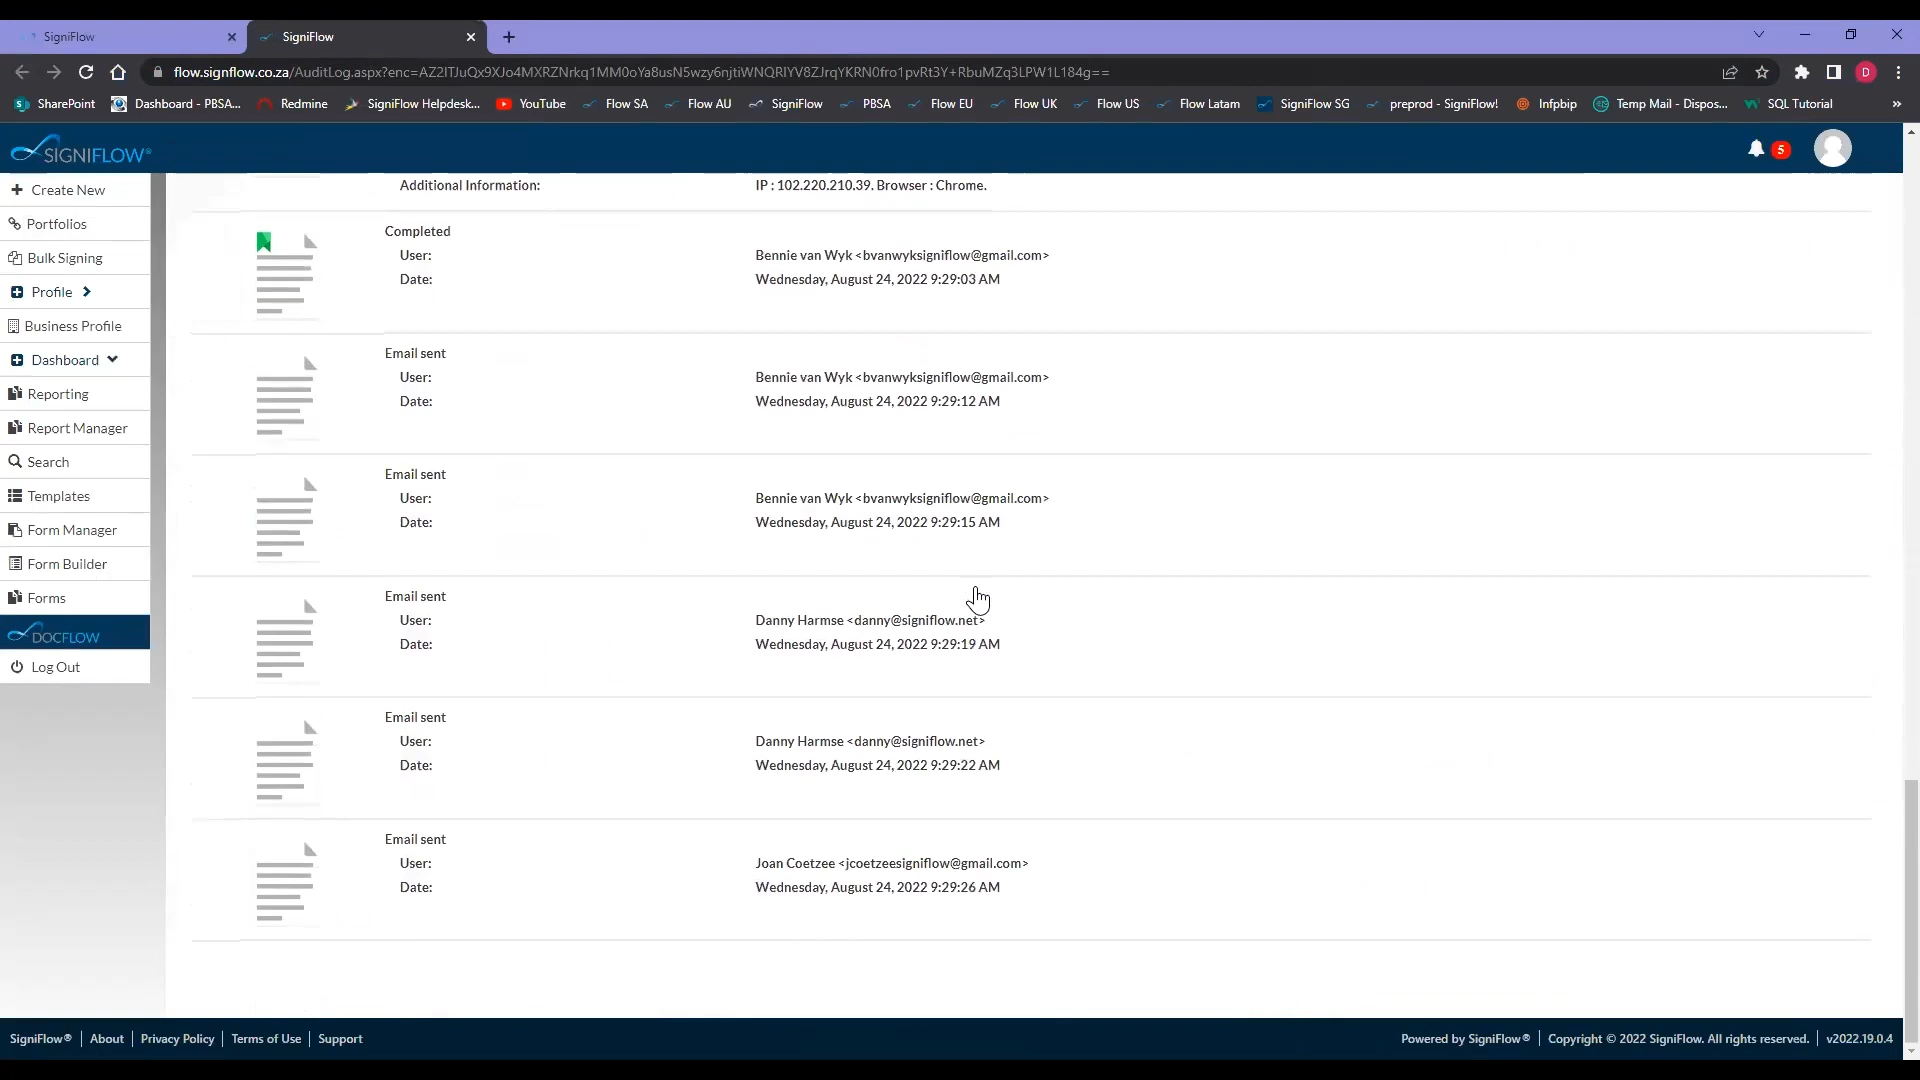 SigniFlow
SigniFlow
flow.signflow.co.za/AuditLog.aspx?enc=AZ2lTJuQx9XJo4MXRZNrkq1MM0oYa8usN5wzy6njtiWNQRlYV8ZJrqYKRN0fro1pvRt3Y+RbuMZq3LPW1L184g==
D
SharePoint
Dashboard - PBSA...
Redmine
SigniFlow Helpdesk...
YouTube
Flow SA
Flow AU
SigniFlow
PBSA
Flow EU
Flow UK
Flow US
Flow Latam
SigniFlow SG
preprod - SigniFlow!
Infpbip
Temp Mail - Dispos...
SQL Tutorial
»
SIGNIFLOW®
5
Create New
Portfolios
Bulk Signing
Profile
Business Profile
Dashboard
Reporting
Report Manager
Search
Templates
Form Manager
Form Builder
Forms
DOCFLOW
Log Out
Additional Information: IP : 102.220.210.39. Browser : Chrome.
Completed
User: Bennie van Wyk <bvanwyksigniflow@gmail.com>
Date: Wednesday, August 24, 2022 9:29:03 AM
Email sent
User: Bennie van Wyk <bvanwyksigniflow@gmail.com>
Date: Wednesday, August 24, 2022 9:29:12 AM
Email sent
User: Bennie van Wyk <bvanwyksigniflow@gmail.com>
Date: Wednesday, August 24, 2022 9:29:15 AM
Email sent
User: Danny Harmse <danny@signiflow.net>
Date: Wednesday, August 24, 2022 9:29:19 AM
Email sent
User: Danny Harmse <danny@signiflow.net>
Date: Wednesday, August 24, 2022 9:29:22 AM
Email sent
User: Joan Coetzee <jcoetzeesigniflow@gmail.com>
Date: Wednesday, August 24, 2022 9:29:26 AM
SigniFlow® | About | Privacy Policy | Terms of Use | Support
Powered by SigniFlow® | Copyright © 2022 SigniFlow. All rights reserved. | v2022.19.0.4